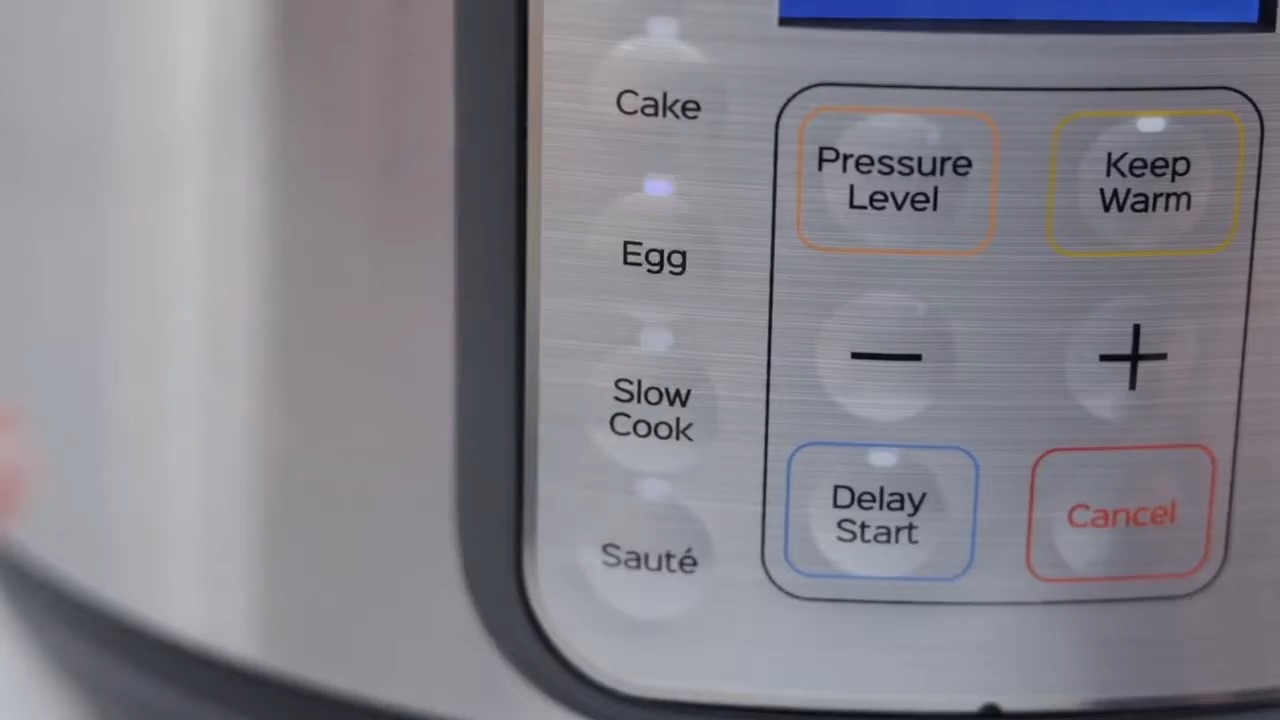 Cake
Egg
Slow
Cook
Sauté
Pressure
Level
Keep
Warm
−
+
Delay
Start
Cancel